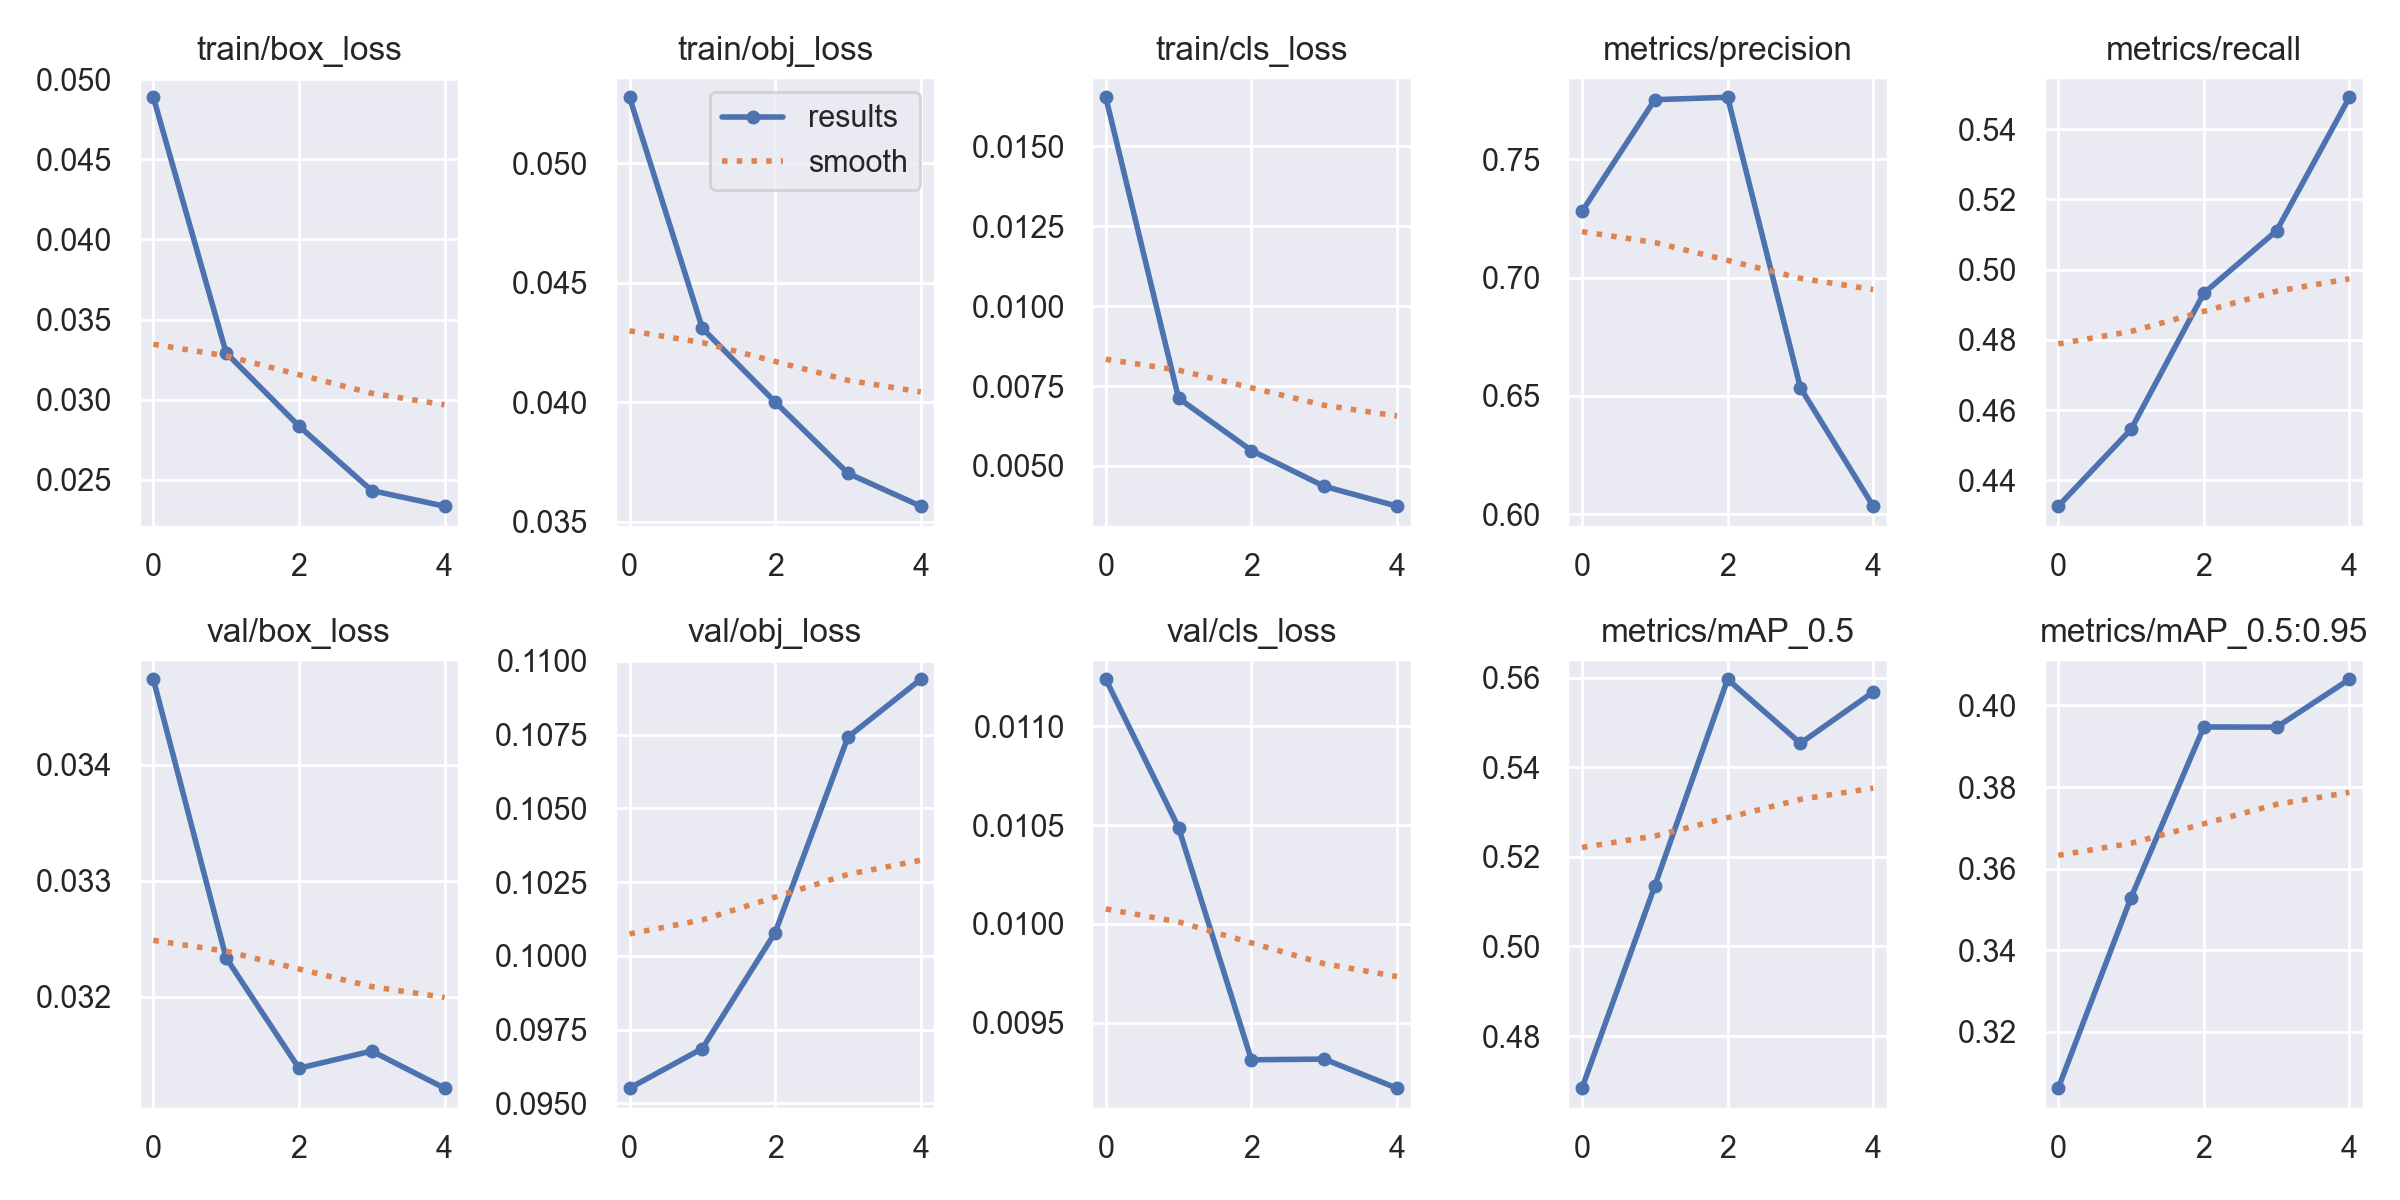 train/box_loss
0.050
0.045
0.040
0.035
0.030
0.025
0 2 4
train/obj_loss
results
smooth
0.050
0.045
0.040
0.035
0 2 4
train/cls_loss
0.0150
0.0125
0.0100
0.0075
0.0050
0 2 4
metrics/precision
0.75
0.70
0.65
0.60
0 2 4
metrics/recall
0.54
0.52
0.50
0.48
0.46
0.44
0 2 4
val/box_loss
0.034
0.033
0.032
0 2 4
val/obj_loss
0.1100
0.1075
0.1050
0.1025
0.1000
0.0975
0.0950
0 2 4
val/cls_loss
0.0110
0.0105
0.0100
0.0095
0 2 4
metrics/mAP_0.5
0.56
0.54
0.52
0.50
0.48
0 2 4
metrics/mAP_0.5:0.95
0.40
0.38
0.36
0.34
0.32
0 2 4